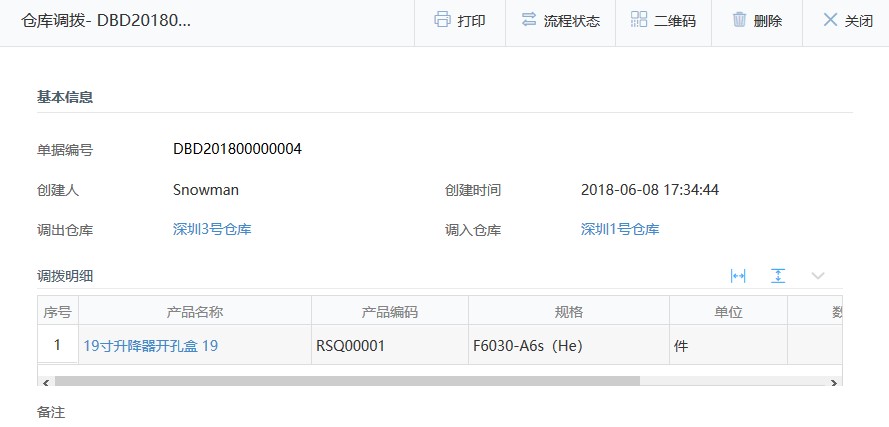 仓库调拨- DBD20180... 打印 流程状态 二维码 删除 关闭
基本信息
单据编号 DBD201800000004
创建人 Snowman 创建时间 2018-06-08 17:34:44
调出仓库 深圳3号仓库 调入仓库 深圳1号仓库
调拨明细
序号 产品名称 产品编码 规格 单位 数
1 19寸升降器开孔盒 19 RSQ00001 F6030-A6s（He） 件
备注